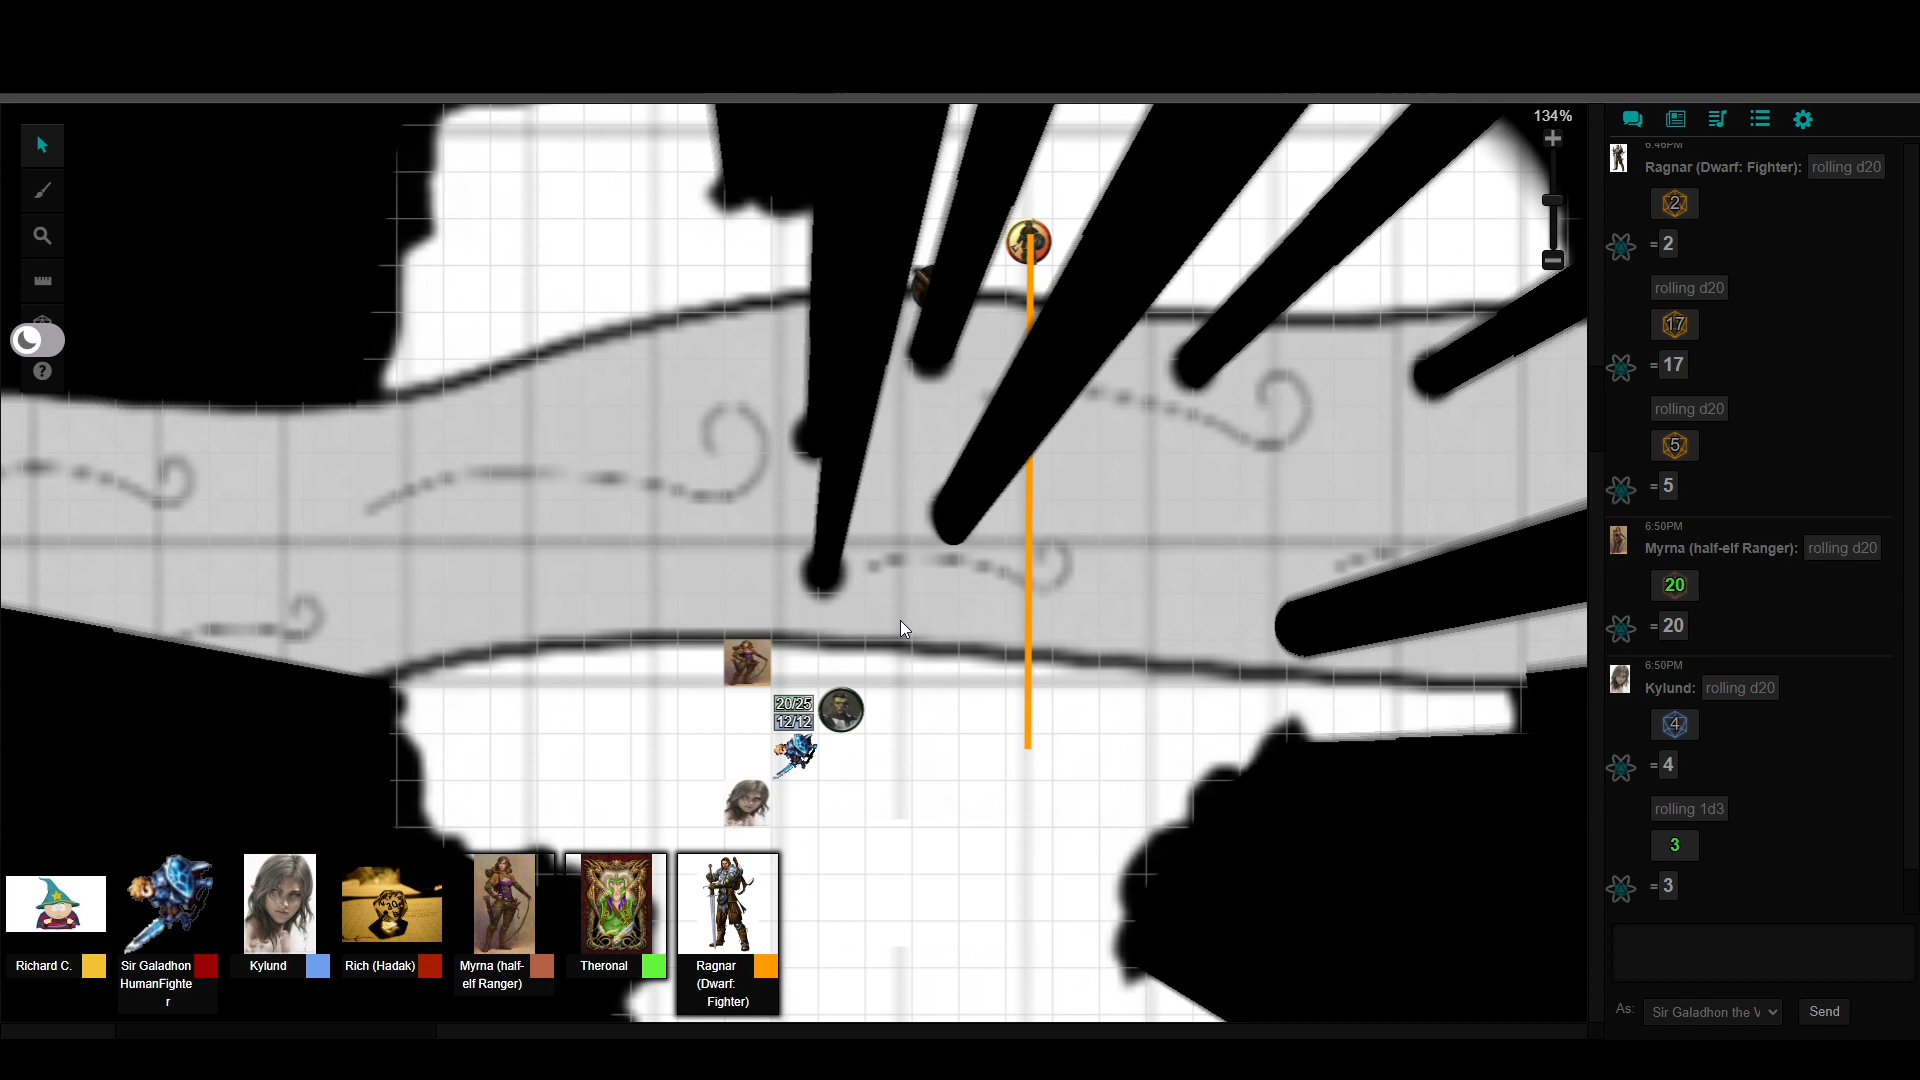 134%
6:46PM
Ragnar (Dwarf: Fighter): rolling d20
2
=2
rolling d20
17
=17
rolling d20
5
=5
6:50PM
Myrna (half-elf Ranger): rolling d20
20
=20
6:50PM
Kylund: rolling d20
4
=4
rolling 1d3
3
=3
20/25
12/12
Richard C.
Sir Galadhon
HumanFighte
r
Kylund
Rich (Hadak)
Myrna (half-
elf Ranger)
Theronal
Ragnar
(Dwarf:
Fighter)
As: Sir Galadhon the V
Send